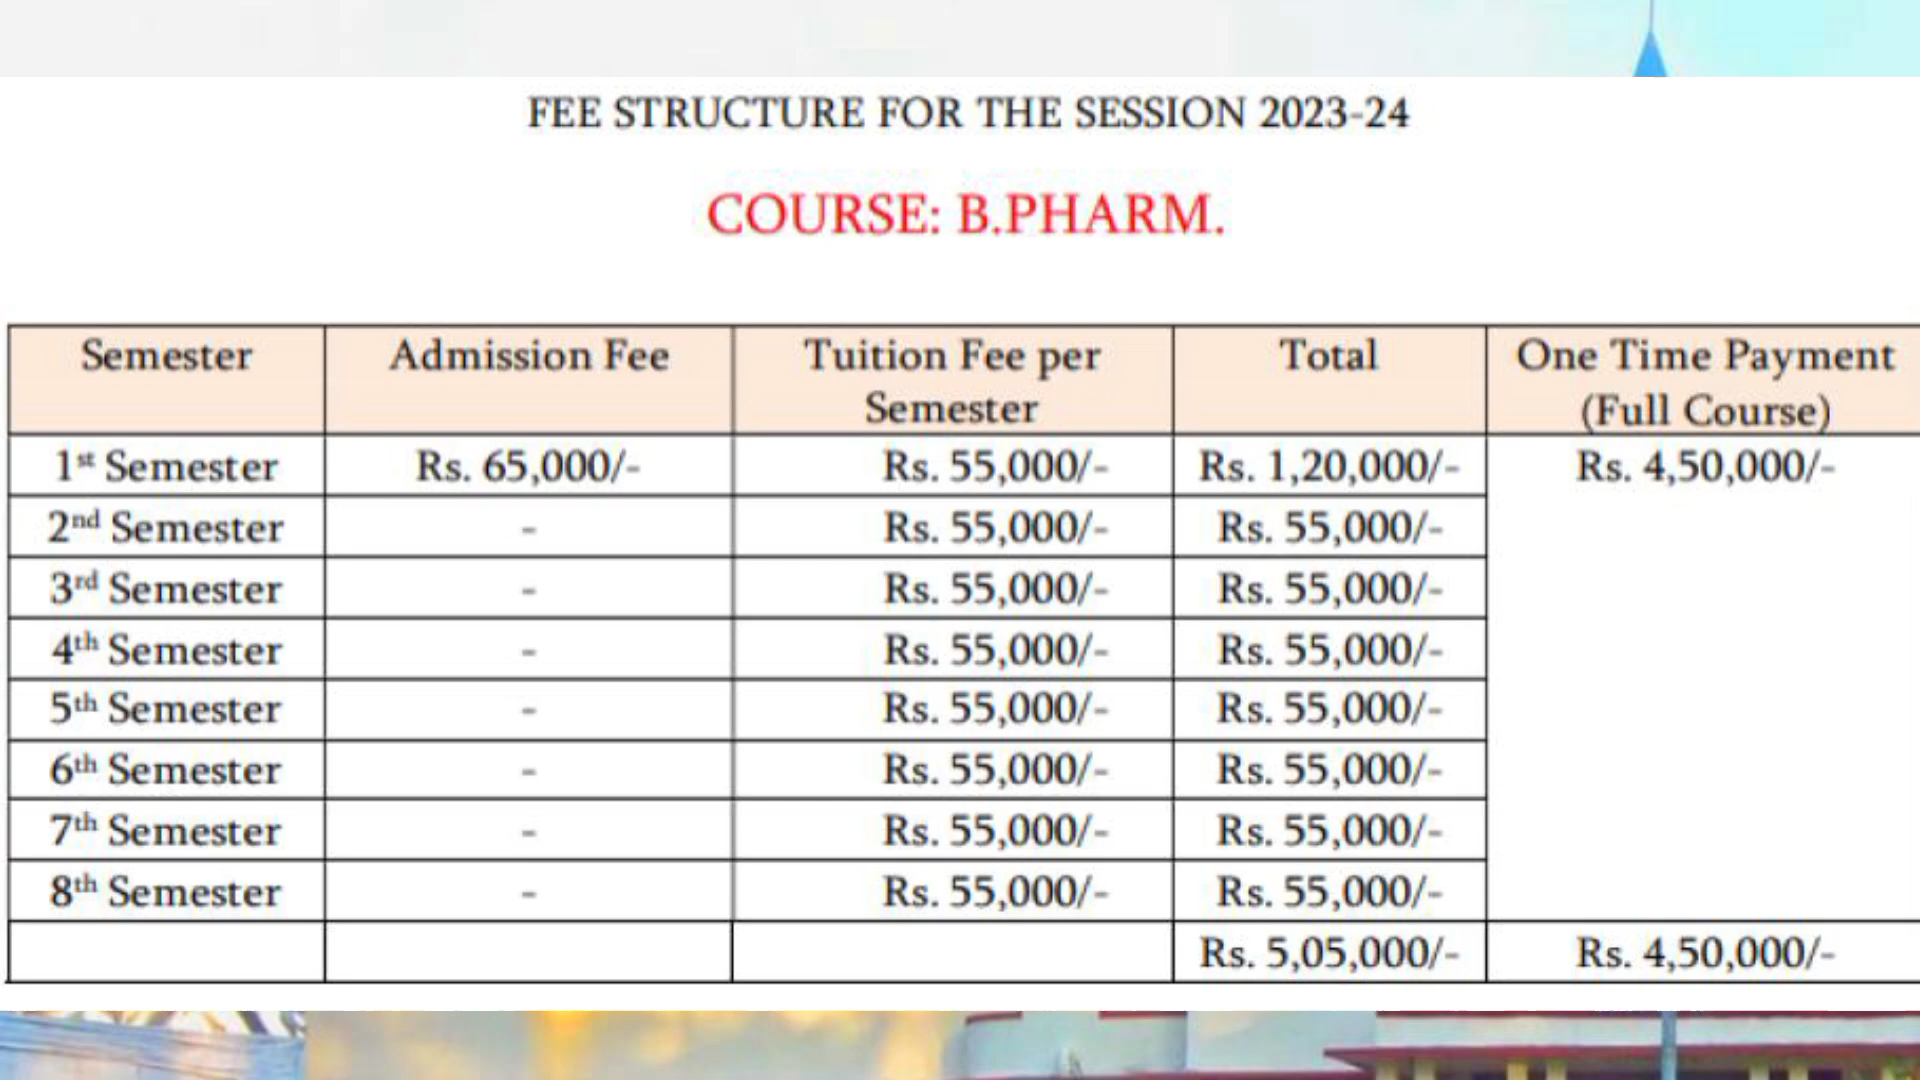 FEE STRUCTURE FOR THE SESSION 2023-24
COURSE: B.PHARM.
Semester Admission Fee Tuition Fee per Semester Total One Time Payment (Full Course)
1st Semester Rs. 65,000/- Rs. 55,000/- Rs. 1,20,000/- Rs. 4,50,000/-
2nd Semester - Rs. 55,000/- Rs. 55,000/-
3rd Semester - Rs. 55,000/- Rs. 55,000/-
4th Semester - Rs. 55,000/- Rs. 55,000/-
5th Semester - Rs. 55,000/- Rs. 55,000/-
6th Semester - Rs. 55,000/- Rs. 55,000/-
7th Semester - Rs. 55,000/- Rs. 55,000/-
8th Semester - Rs. 55,000/- Rs. 55,000/-
Rs. 5,05,000/- Rs. 4,50,000/-